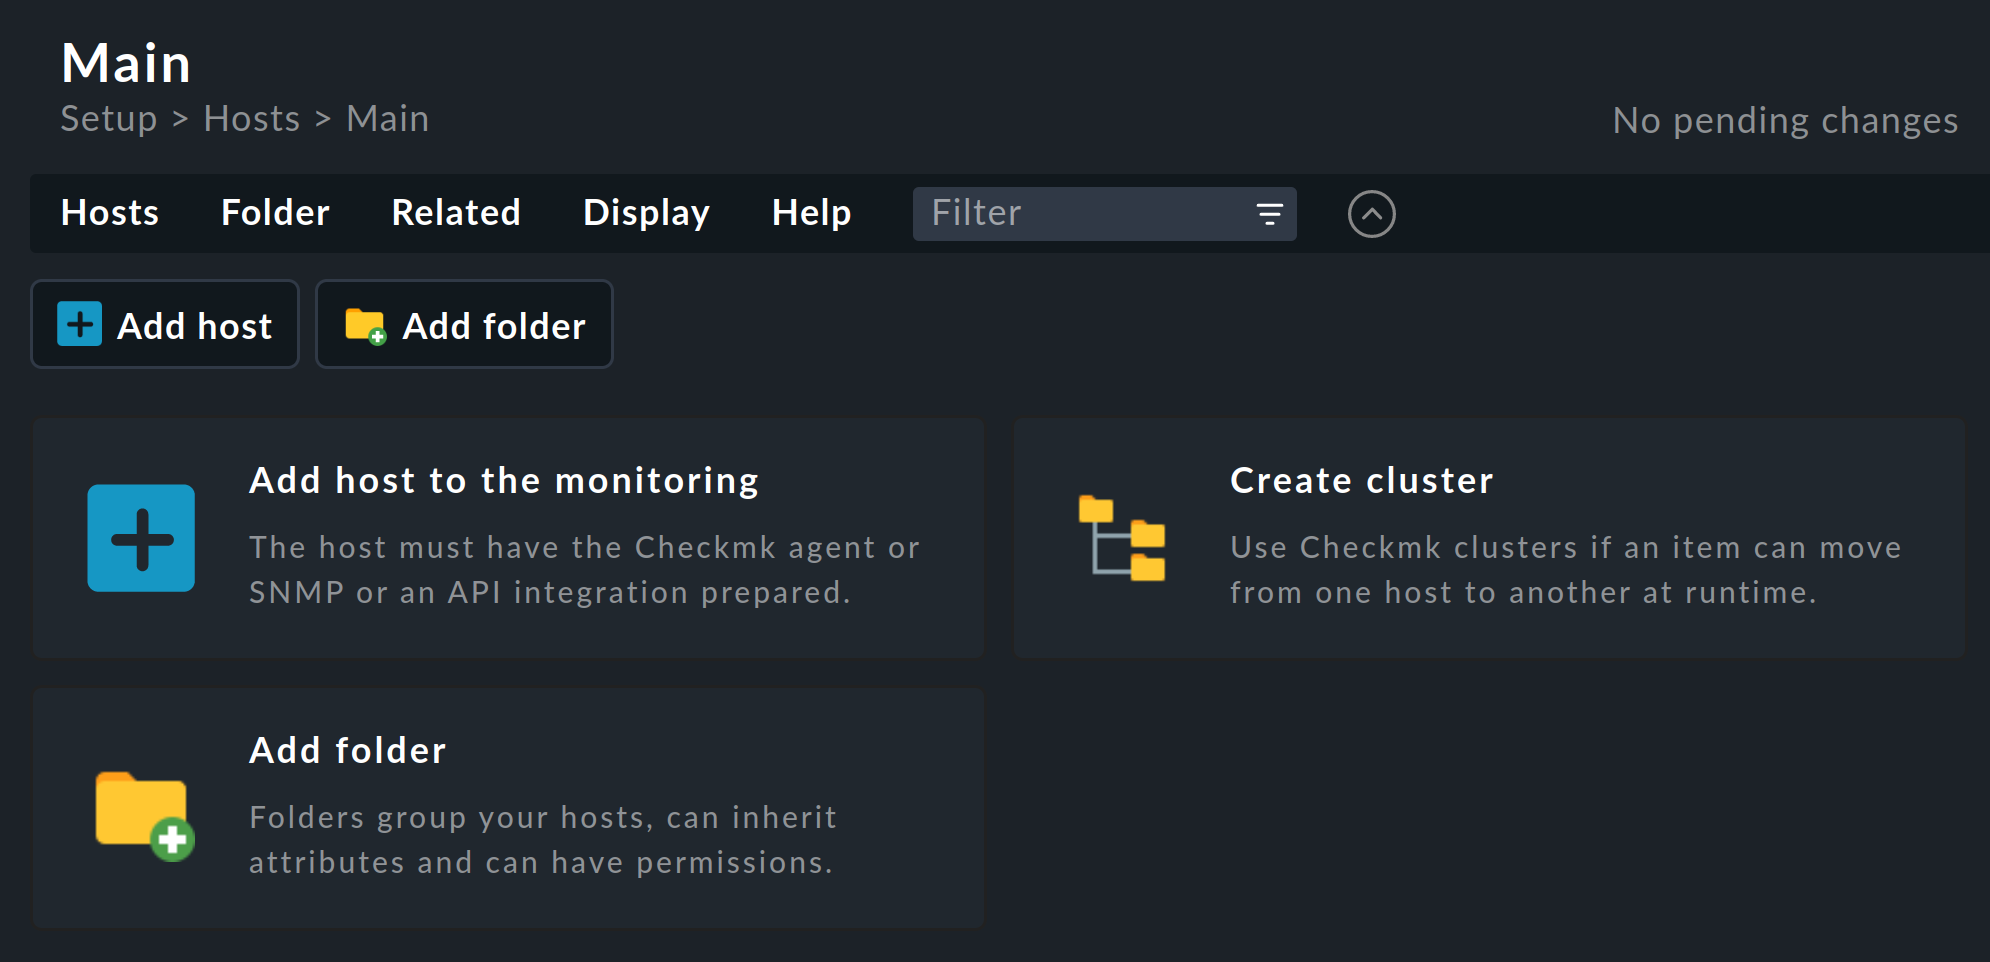 Main
Setup > Hosts > Main
No pending changes
Hosts Folder Related Display Help Filter
Add host Add folder
Add host to the monitoring
The host must have the Checkmk agent or
SNMP or an API integration prepared.
Create cluster
Use Checkmk clusters if an item can move
from one host to another at runtime.
Add folder
Folders group your hosts, can inherit
attributes and can have permissions.